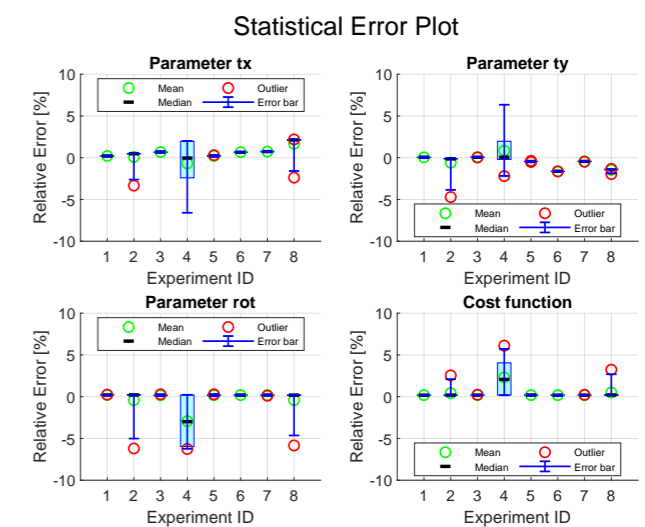 Statistical Error Plot
Parameter tx
Relative Error [%]
10
5
0
-5
-10
Mean
Outlier
Median
Error bar
1 2 3 4 5 6 7 8
Experiment ID
Parameter ty
Relative Error [%]
10
5
0
-5
-10
Mean
Outlier
Median
Error bar
1 2 3 4 5 6 7 8
Experiment ID
Parameter rot
Relative Error [%]
10
5
0
-5
-10
Mean
Outlier
Median
Error bar
1 2 3 4 5 6 7 8
Experiment ID
Cost function
Relative Error [%]
10
5
0
-5
-10
Mean
Outlier
Median
Error bar
1 2 3 4 5 6 7 8
Experiment ID